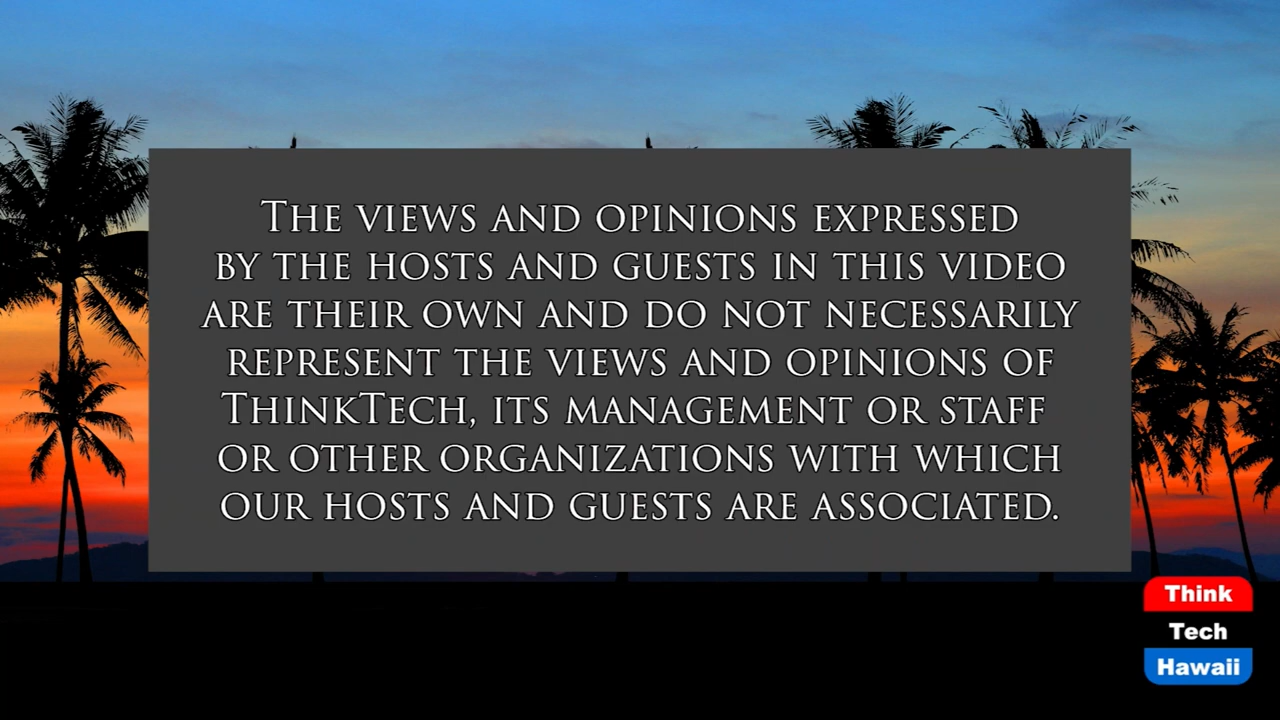 The views and opinions expressed
by the hosts and guests in this video
are their own and do not necessarily
represent the views and opinions of
ThinkTech, its management or staff
or other organizations with which
our hosts and guests are associated.
Think
Tech
Hawaii